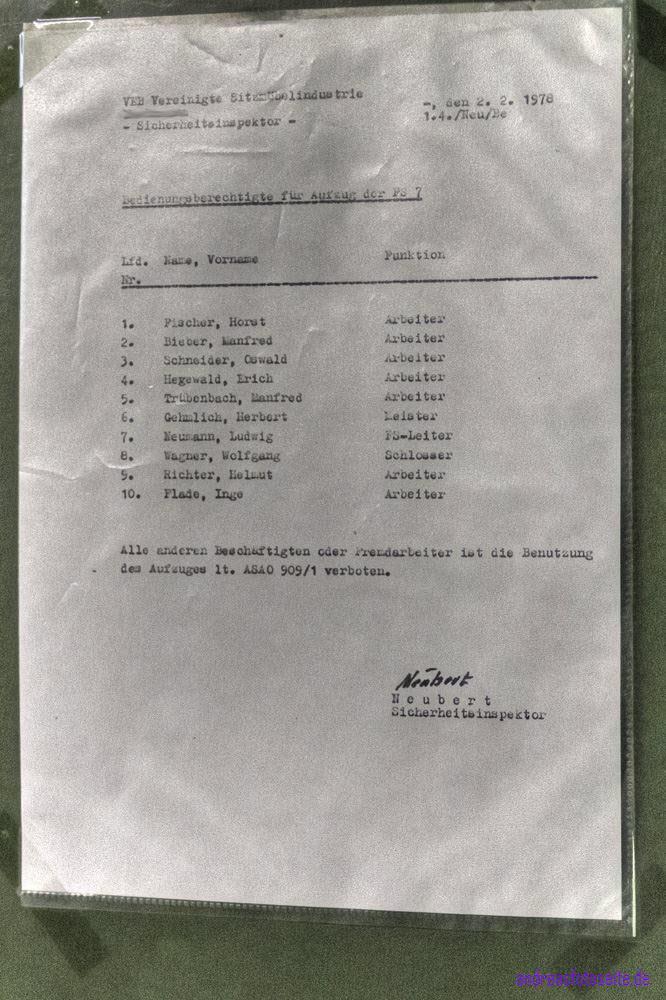 VEB Vereinigte Sitzmöbelindustrie
- Sicherheitsinspektor -
-, den 2. 2. 1978
1.4./Neu/Be
Bedienungsberechtigte für Aufzug der FS 7
Lfd. Name, Vorname Funktion
Nr.
1. Fischer, Horst Arbeiter
2. Bieber, Manfred Arbeiter
3. Schneider, Oswald Arbeiter
4. Hegewald, Erich Arbeiter
5. Trübenbach, Manfred Arbeiter
6. Gehmlich, Herbert Meister
7. Neumann, Ludwig FS-Leiter
8. Wagner, Wolfgang Schlosser
9. Richter, Helmut Arbeiter
10. Flade, Inge Arbeiter
Alle anderen Beschäftigten oder Fremdarbeiter ist die Benutzung
des Aufzuges lt. ASAO 909/1 verboten.
Neubert
N e u b e r t
Sicherheitsinspektor
andreasfotoseite.de